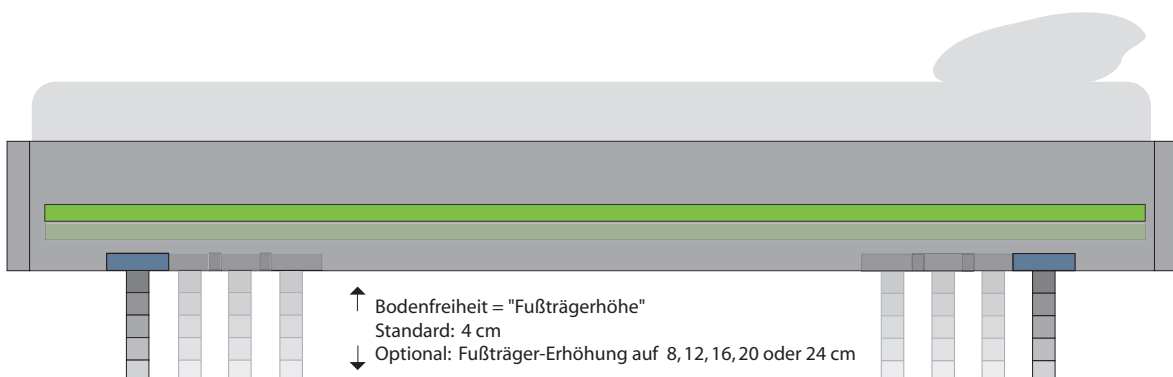 Bodenfreiheit = "Fußträgerhöhe"
Standard: 4 cm
Optional: Fußträger-Erhöhung auf 8, 12, 16, 20 oder 24 cm